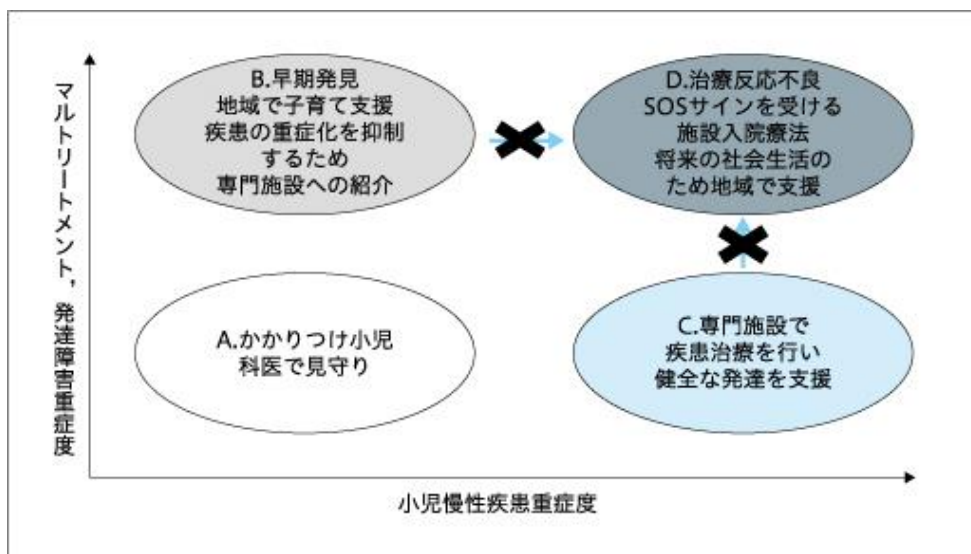 マルトリートメント，発達障害重症度
B.早期発見
地域で子育て支援
疾患の重症化を抑制
するため
専門施設への紹介
D.治療反応不良
SOSサインを受ける
施設入院療法
将来の社会生活の
ため地域で支援
A.かかりつけ小児
科医で見守り
C.専門施設で
疾患治療を行い
健全な発達を支援
小児慢性疾患重症度